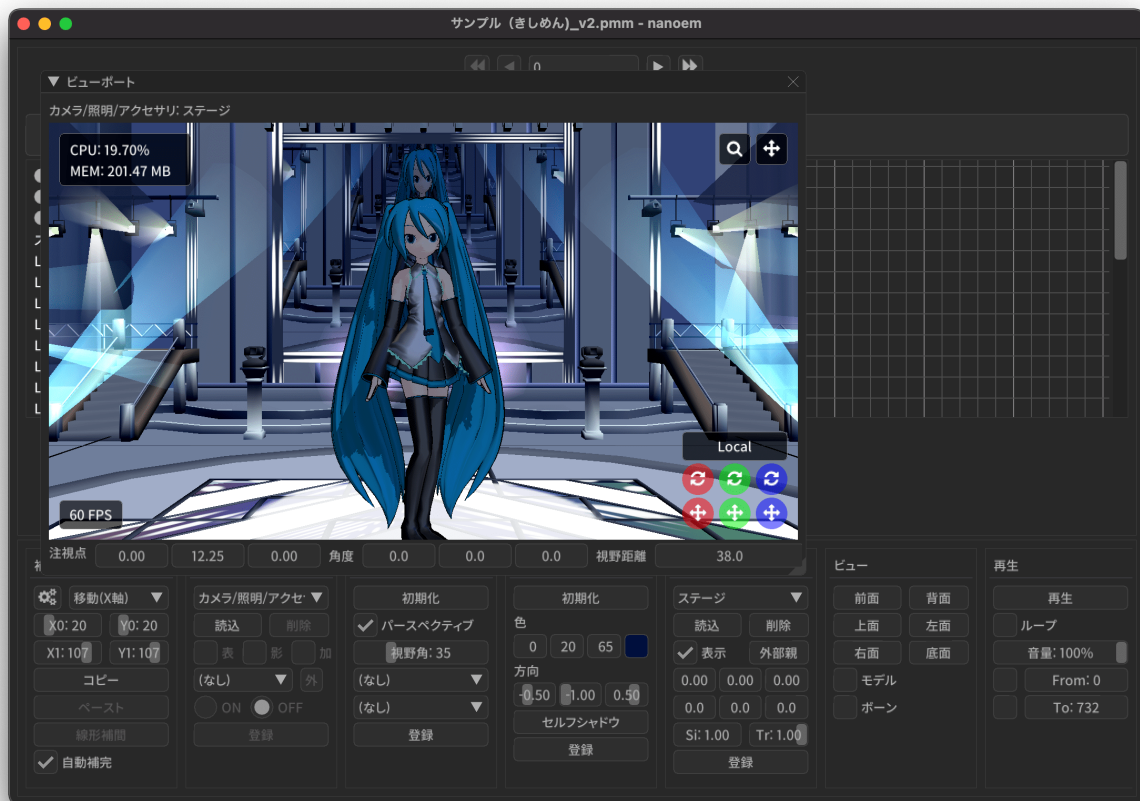 サンプル（きしめん)_v2.pmm - nanoem
0
ビューポート
カメラ/照明/アクセサリ: ステージ
CPU: 19.70%
MEM: 201.47 MB
Local
60 FPS
注視点 0.00 12.25 0.00 角度 0.0 0.0 0.0 視野距離 38.0
移動(X軸)
X0: 20 Y0: 20
X1: 107 Y1: 107
コピー
ペースト
線形補間
自動補完
カメラ/照明/アクセ
読込 削除
表 影 加
(なし) 外
ON OFF
登録
初期化
パースペクティブ
視野角: 35
(なし)
(なし)
登録
初期化
色
0 20 65
方向
-0.50 -1.00 0.50
セルフシャドウ
登録
ステージ
読込 削除
表示 外部親
0.00 0.00 0.00
0.0 0.0 0.0
Si: 1.00 Tr: 1.00
登録
ビュー
前面 背面
上面 左面
右面 底面
モデル
ボーン
再生
再生
ループ
音量: 100%
From: 0
To: 732